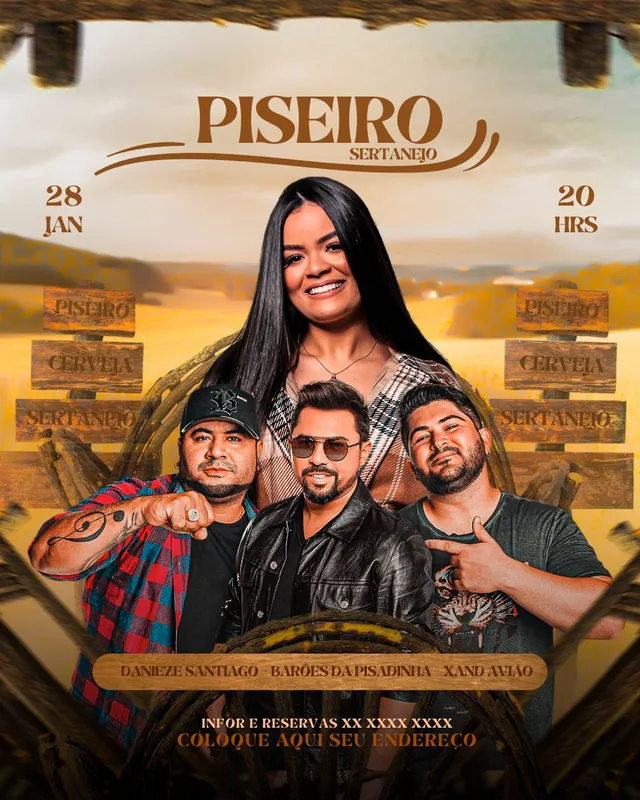 PISEIRO
SERTANEJO
28
JAN
20
HRS
PISEIRO
CERVEJA
SERTANEJO
PISEIRO
CERVEJA
SERTANEJO
DANIEZE SANTIAGO BARÕES DA PISADINHA XAND AVIAO
INFOR E RESERVAS XX XXXX XXXX
COLOQUE AQUI SEU ENDEREÇO